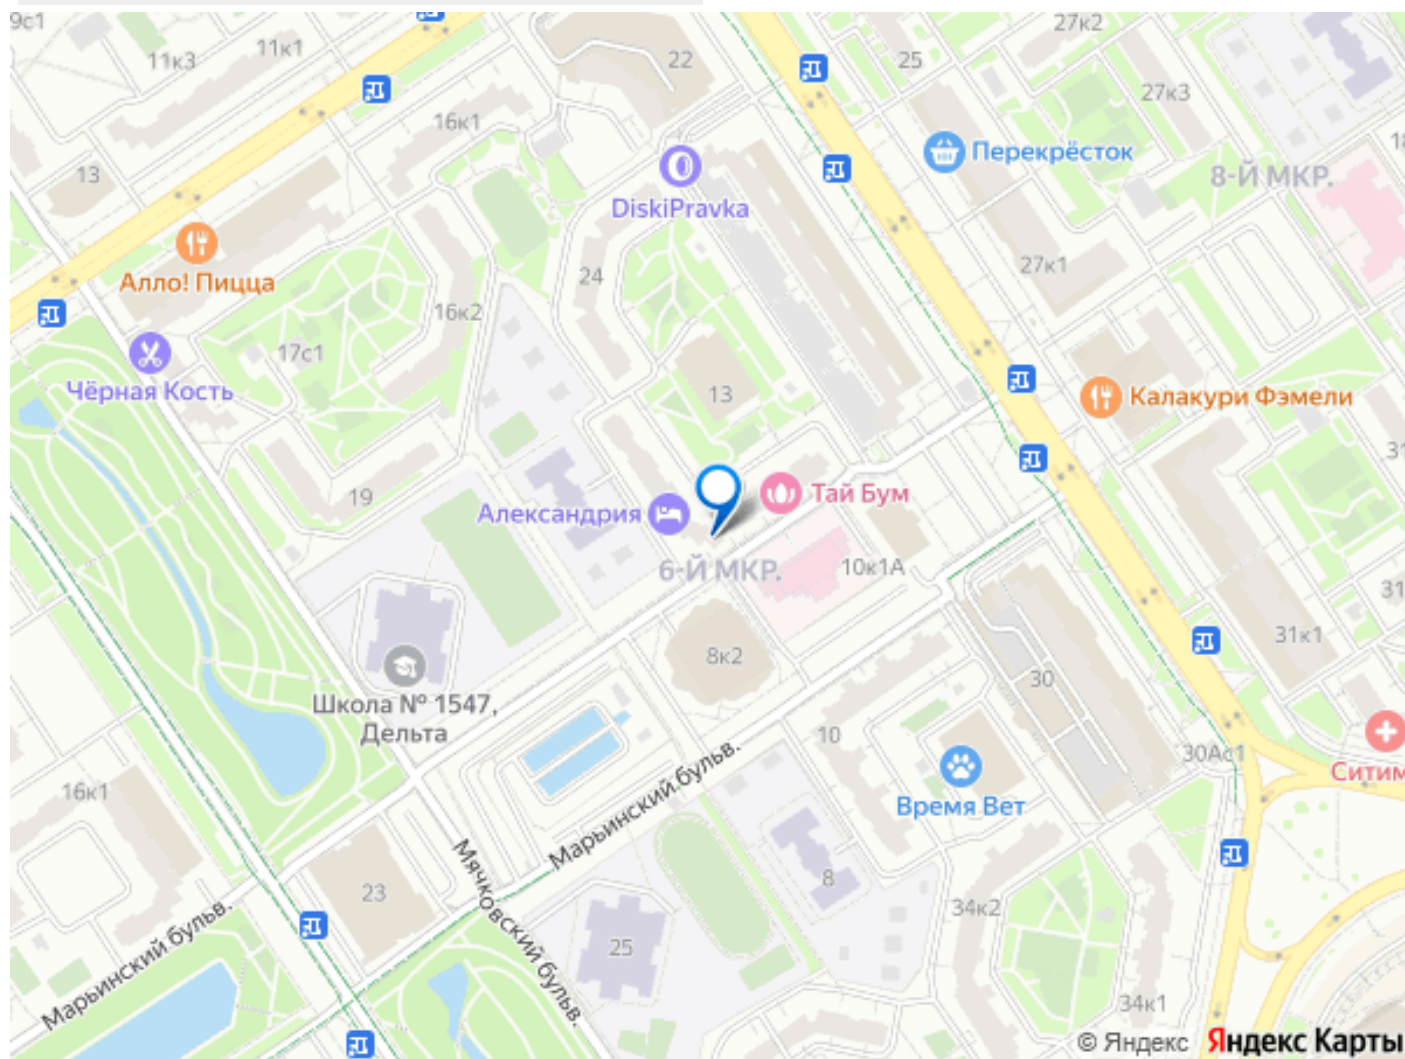 9с1
11к3
11к1
22
25
27к2
27к3
16к1
13
Перекрёсток
8-Й МКР.
DiskiPravka
Алло! Пицца
24
27к1
16к2
17с1
Чёрная Кость
13
Калакури Фэмели
19
Александрия
Тай Бум
6-Й МКР.
10к1А
31к1
8к2
30
Школа № 1547,
Дельта
10
30Ас1
Ситим
16к1
Время Вет
Марьинский бульв.
Мячковский бульв.
23
8
34к2
25
Марьинский бульв.
34к1
© Яндекс Яндекс Карты